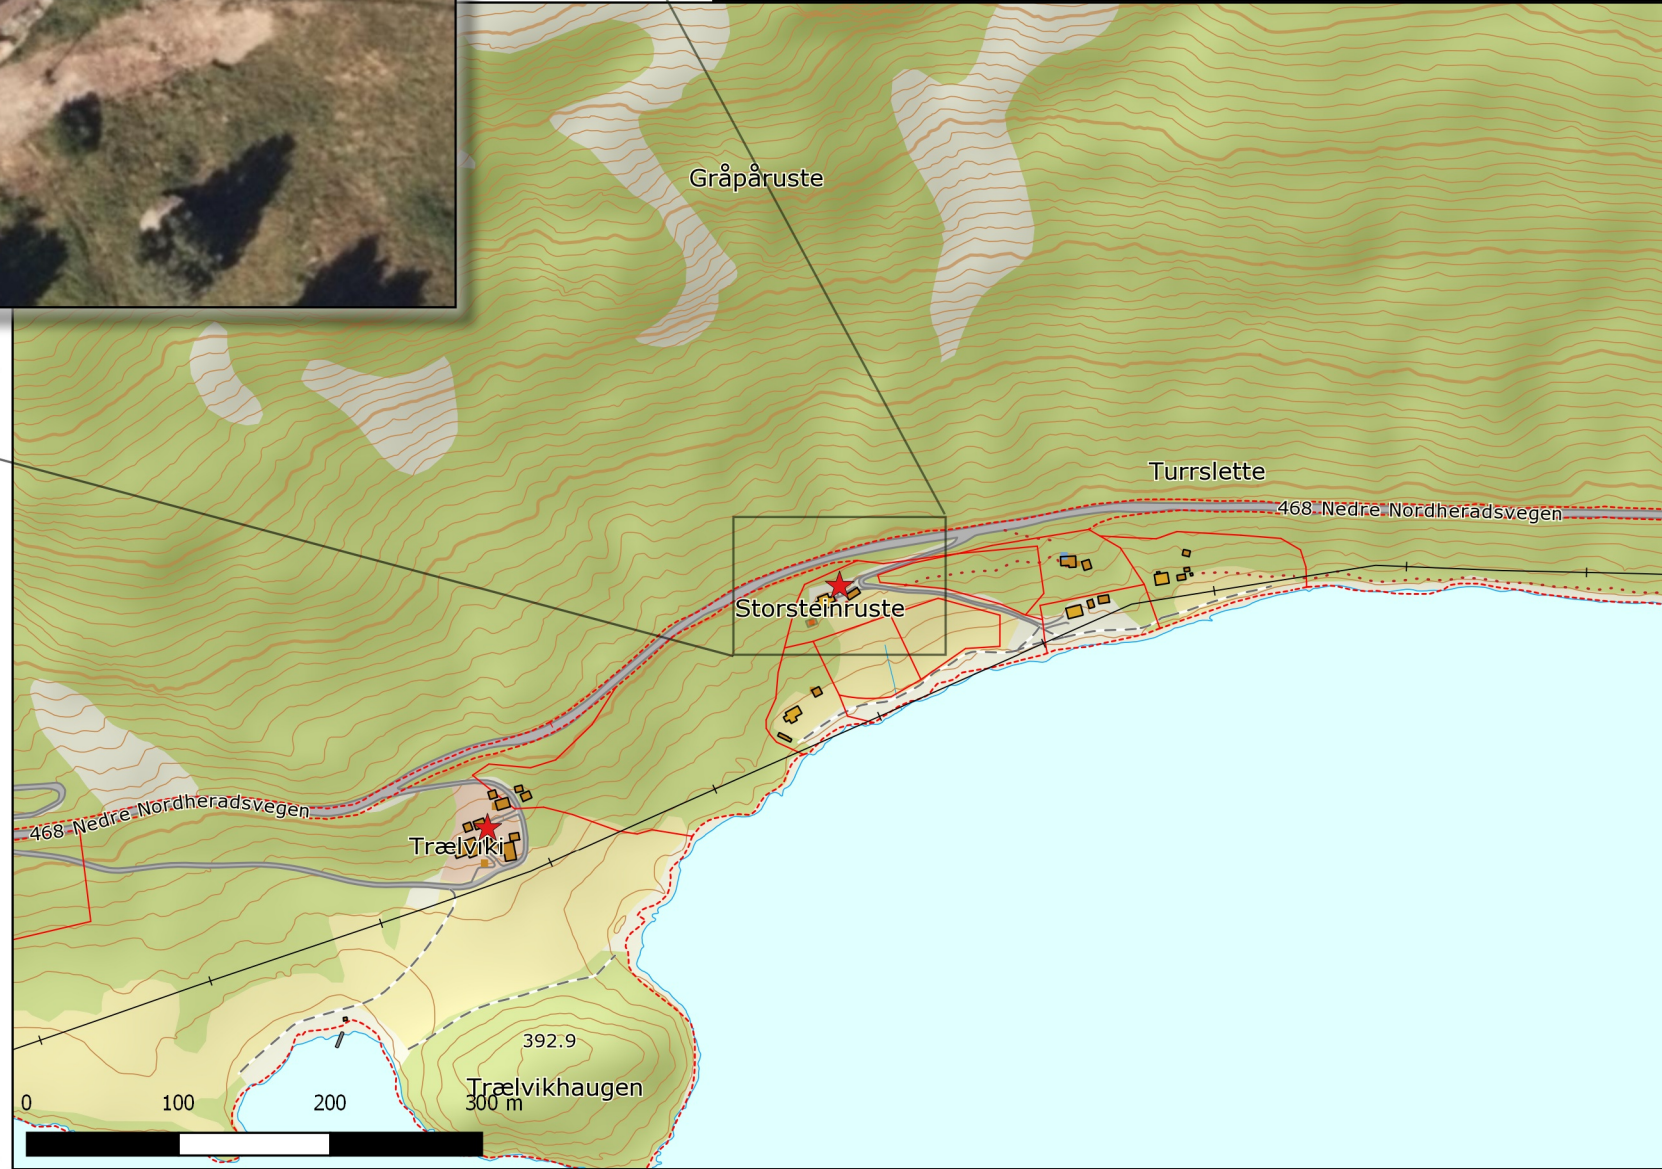 Gråpåruste
Turrslette
468 Nedre Nordheradsvegen
Storsteinruste
468 Nedre Nordheradsvegen
Trælviki
392.9
Trælvikhaugen
0 100 200 300 m